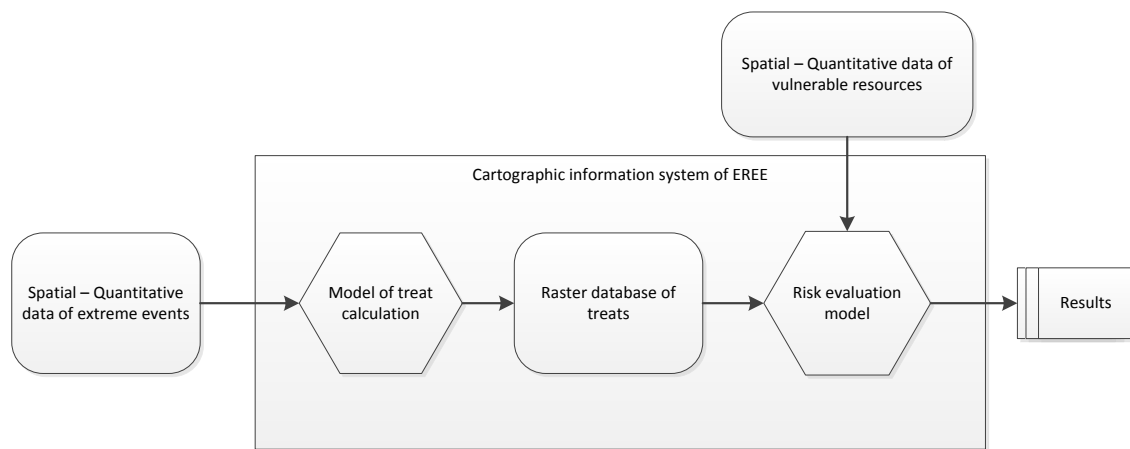 Spatial – Quantitative data of
vulnerable resources
Cartographic information system of EREE
Spatial – Quantitative
data of extreme events
Model of treat
calculation
Raster database of
treats
Risk evaluation
model
Results